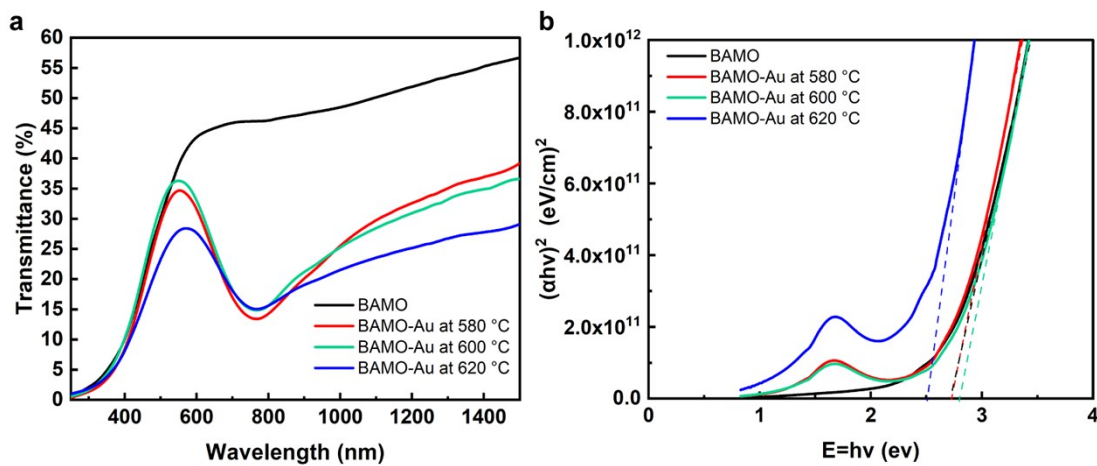 a
Transmittance (%)
60
55
50
45
40
35
30
25
20
15
10
5
0
400 600 800 1000 1200 1400
Wavelength (nm)
BAMO
BAMO-Au at 580 °C
BAMO-Au at 600 °C
BAMO-Au at 620 °C
b
(αhv)² (eV/cm)²
1.0x10¹²
8.0x10¹¹
6.0x10¹¹
4.0x10¹¹
2.0x10¹¹
0.0
0 1 2 3 4
E=hv (ev)
BAMO
BAMO-Au at 580 °C
BAMO-Au at 600 °C
BAMO-Au at 620 °C